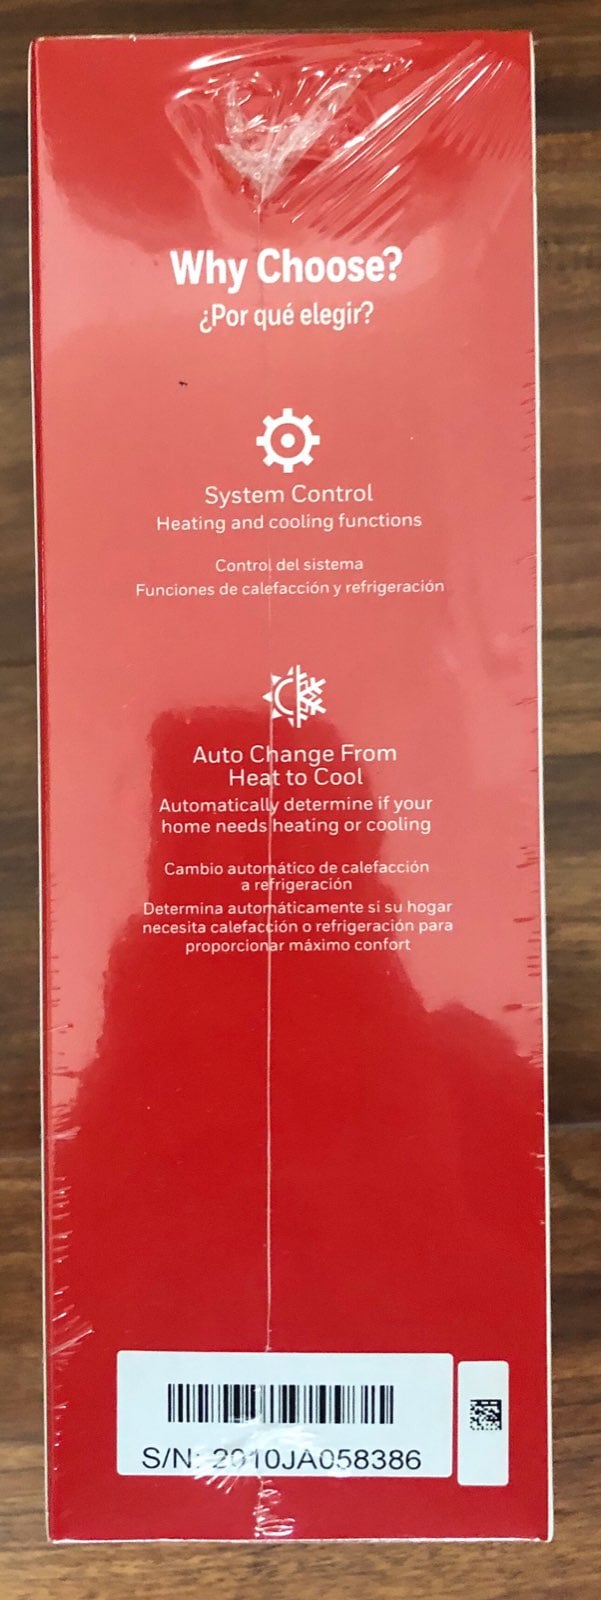 Why Choose?
¿Por qué elegir?
System Control
Heating and cooling functions
Control del sistema
Funciones de calefacción y refrigeración
Auto Change From
Heat to Cool
Automatically determine if your
home needs heating or cooling
Cambio automático de calefacción
a refrigeración
Determina automáticamente si su hogar
necesita calefacción o refrigeración para
proporcionar máximo confort
S/N: 2010JA058386